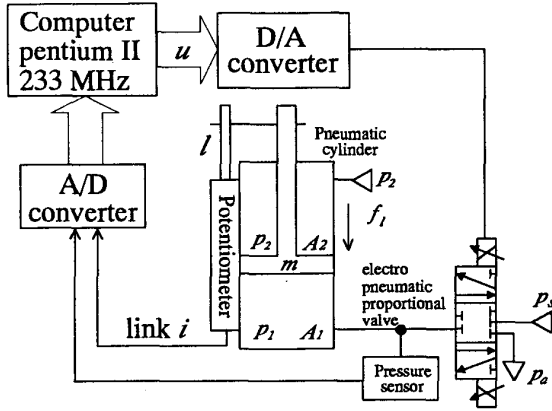 Computer
pentium II
233 MHz
u
D/A
converter
A/D
converter
l
Potentiometer
Pneumatic
cylinder
p2
f1
p2
A2
m
p1
A1
electro
pneumatic
proportional
valve
ps
pa
link i
Pressure
sensor